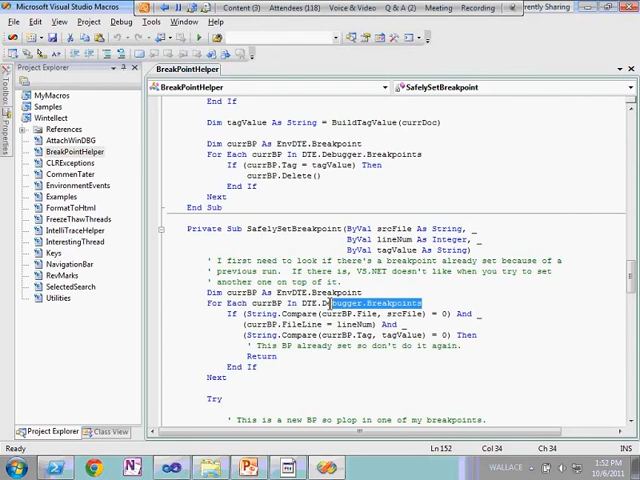 Microsoft Visual Studio Macros
Content (3)
Attendees (118)
Voice & Video
Q & A
Meeting
Recording
rently Sharing
File Edit View Project Debug Tools Window Help
Project Explorer
MyMacros
Samples
Wintellect
References
AttachWinDBG
BreakPointHelper
CLRExceptions
CommenTater
EnvironmentEvents
Examples
FormatToHtml
FreezeThawThreads
IntelliTraceHelper
InterestingThread
Keys
NavigationBar
RevMarks
SelectedSearch
Utilities
Project Explorer
Class View
Toolbox
Properties
BreakPointHelper
BreakPointHelper
SafelySetBreakpoint
End If
Dim tagValue As String = BuildTagValue(currDoc)
Dim currBP As EnvDTE.Breakpoint
For Each currBP In DTE.Debugger.Breakpoints
If (currBP.Tag = tagValue) Then
currBP.Delete()
End If
Next
End Sub
Private Sub SafelySetBreakpoint(ByVal srcFile As String, _
ByVal lineNum As Integer, _
ByVal tagValue As String)
' I first need to look if there's a breakpoint already set because of a
' previous run.  If there is, VS.NET doesn't like when you try to set
' another one on top of it.
Dim currBP As EnvDTE.Breakpoint
For Each currBP In DTE.Debugger.Breakpoints
If (String.Compare(currBP.File, srcFile) = 0) And _
(currBP.FileLine = lineNum) And _
(String.Compare(currBP.Tag, tagValue) = 0) Then
' This BP already set so don't do it again.
Return
End If
Next
Try
' This is a new BP so plop in one of my breakpoints.
Ready
Ln 152
Col 34
Ch 34
WALLACE
1:52 PM
10/6/2011